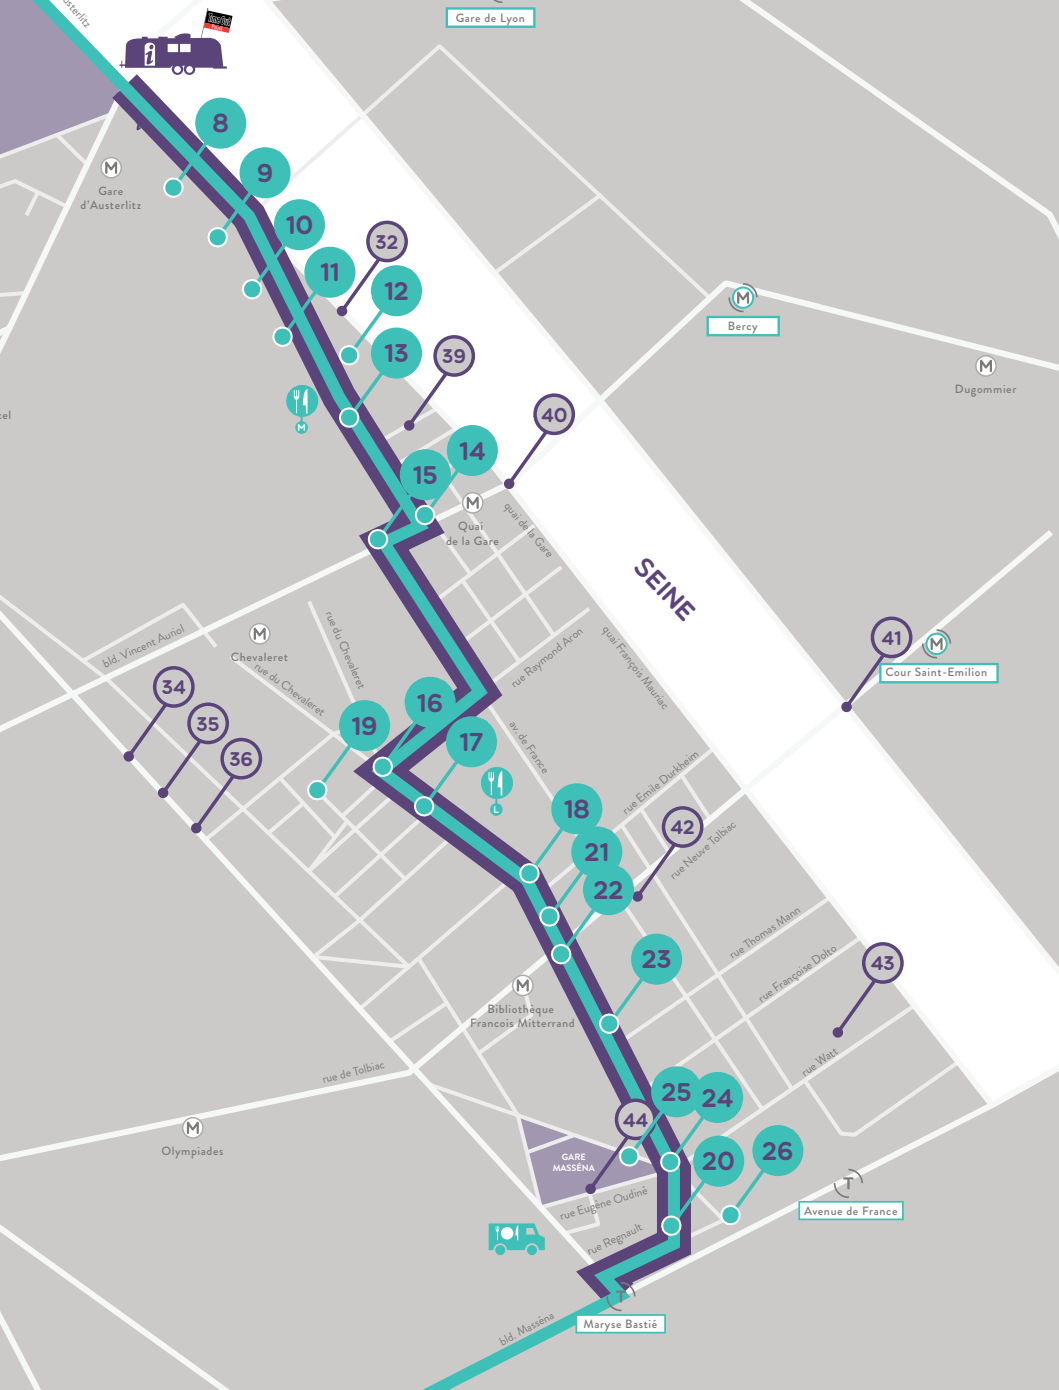 usterlitz
Gare de Lyon
i
8
M
Gare
d'Austerlitz
9
10
32
11
12
M
Bercy
13
39
M
Dugommier
cel
40
M
14
15
M
Quai
de la Gare
quai de la Gare
SEINE
bld. Vincent Auriol
M
Chevaleret
rue du Chevaleret
rue du Chevaleret
rue Raymond Aron
quai François Mauriac
41
M
Cour Saint-Emilion
34
35
36
19
16
17
av. de France
L
rue Emile Durkheim
18
21
22
42
rue Neuve Tolbiac
23
rue Thomas Mann
rue Françoise Dolto
43
M
Bibliothèque
Francois Mitterrand
rue Watt
rue de Tolbiac
M
Olympiades
25
24
44
GARE
MASSÉNA
20
26
T
Avenue de France
rue Eugène Oudiné
rue Regnault
T
Maryse Bastié
bld. Masséna